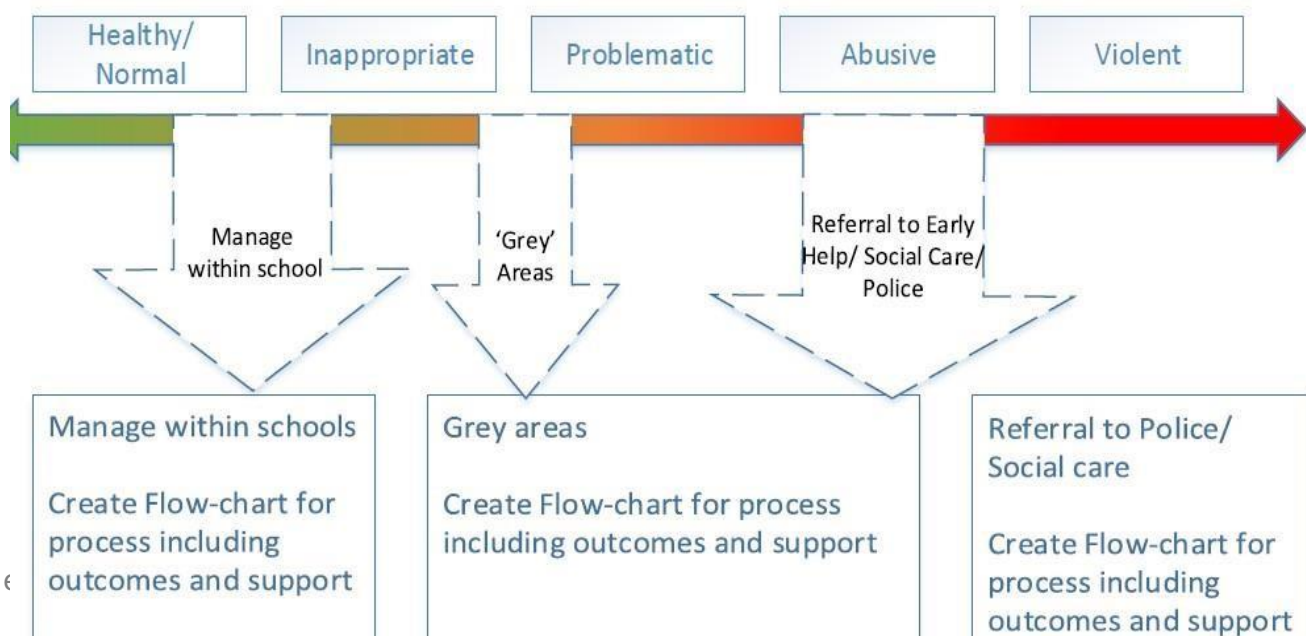 Healthy/
Normal
Inappropriate
Problematic
Abusive
Violent
Manage
within school
‘Grey’
Areas
Referral to Early
Help/ Social Care/
Police
Manage within schools
Create Flow-chart for
process including
outcomes and support
Grey areas
Create Flow-chart for process
including outcomes and support
Referral to Police/
Social care
Create Flow-chart for
process including
outcomes and support